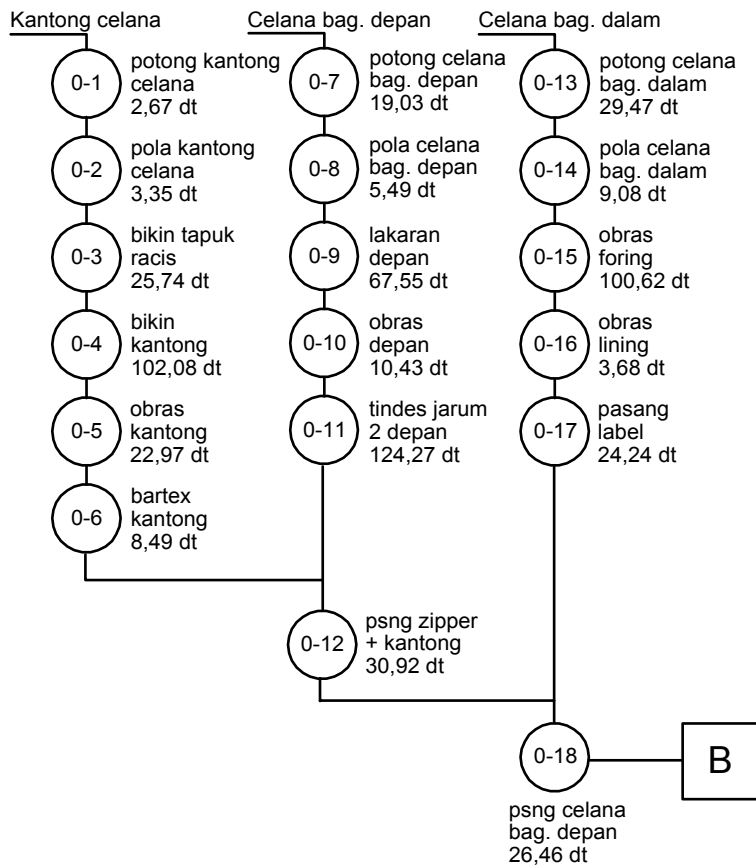 Kantong celana
0-1
potong kantong
celana
2,67 dt
0-2
pola kantong
celana
3,35 dt
0-3
bikin tapuk
racis
25,74 dt
0-4
bikin
kantong
102,08 dt
0-5
obras
kantong
22,97 dt
0-6
bartex
kantong
8,49 dt
Celana bag. depan
0-7
potong celana
bag. depan
19,03 dt
0-8
pola celana
bag. depan
5,49 dt
0-9
lakaran
depan
67,55 dt
0-10
obras
depan
10,43 dt
0-11
tindes jarum
2 depan
124,27 dt
0-12
psng zipper
+ kantong
30,92 dt
Celana bag. dalam
0-13
potong celana
bag. dalam
29,47 dt
0-14
pola celana
bag. dalam
9,08 dt
0-15
obras
foring
100,62 dt
0-16
obras
lining
3,68 dt
0-17
pasang
label
24,24 dt
0-18
psng celana
bag. depan
26,46 dt
B